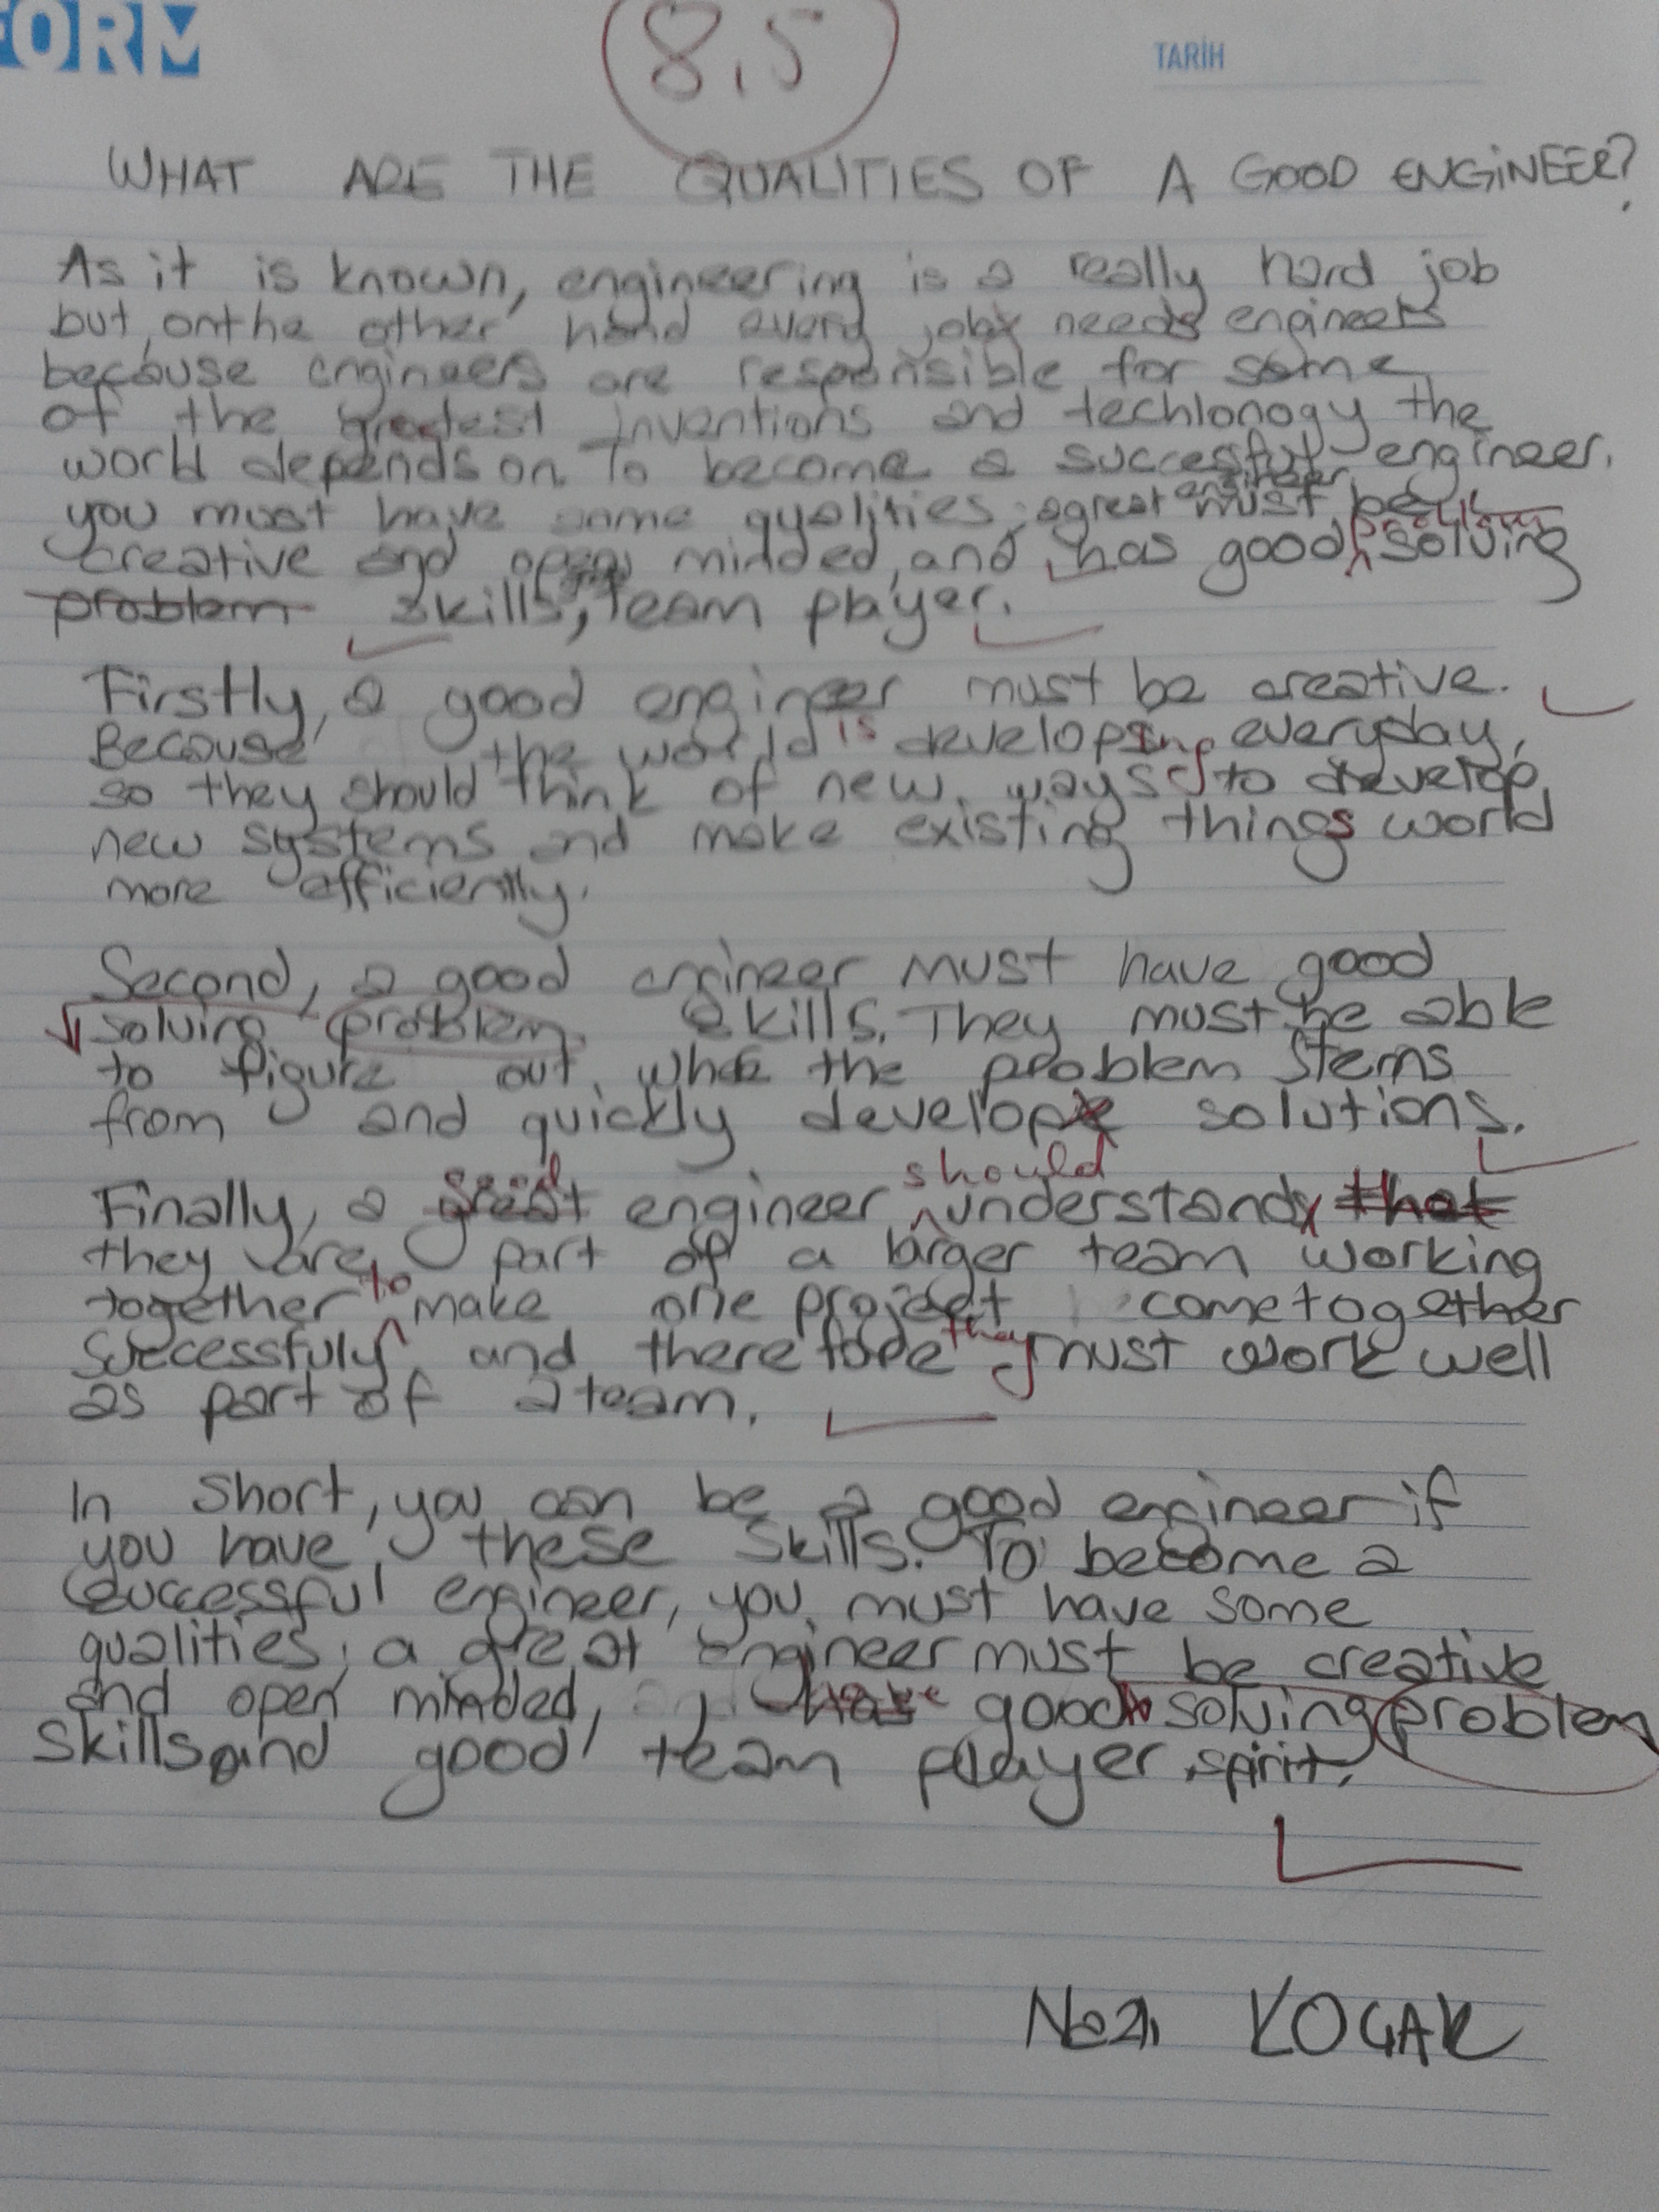 FORM
8,5
TARİH
WHAT ARE THE QUALITIES OF A GOOD ENGİNEER?
As it is known, engineering is a really hard job
but, onthe other hand every job needs engineers
because engineers are responsible for some
of the greatest inventions and techlonogy the
world depends on. To become a successful engineer,
you must have some qualities; agreat engineer must be
creative and open minded, and has good problem solving
problem skills, team player.
Firstly, a good engineer must be creative.
Because the world is developing everyday,
so they should think of new ways to develop
new systems and make existing things world
more efficiently.
Second, a good engineer must have good
solving problem skills. They must be able
to figure out the problem stems
from and quickly develope solutions.
Finally, a great good engineer should understands that
they are part of a larger team working
together to make one project come together
successfuly and therefore they must work well
as part of a team.
In short, you can be a good engineer if
you have these skills. To become a
successful engineer, you must have some
qualities; a great engineer must be creative
and open minded, has have good solving problem
skills and good team player spirit.
KOÇAK